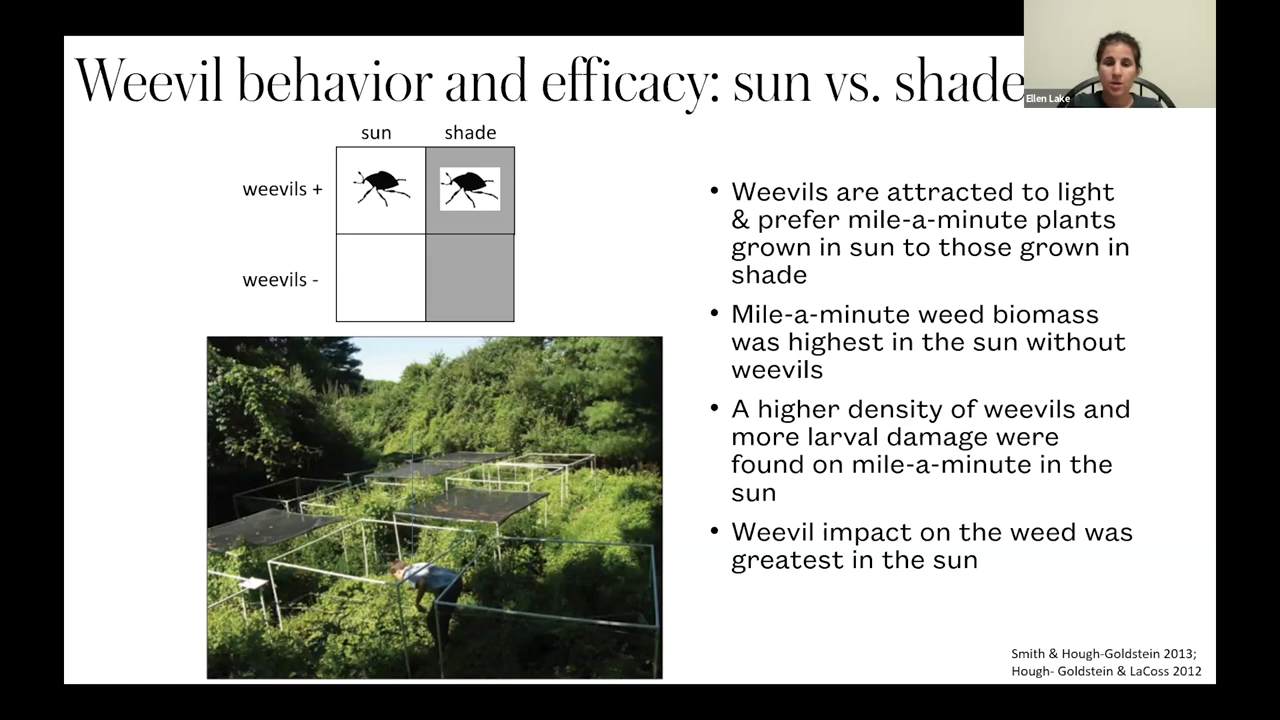 Weevil behavior and efficacy: sun vs. shade
Ellen Lake
sun shade
weevils +
weevils -
• Weevils are attracted to light
& prefer mile-a-minute plants
grown in sun to those grown in
shade
• Mile-a-minute weed biomass
was highest in the sun without
weevils
• A higher density of weevils and
more larval damage were
found on mile-a-minute in the
sun
• Weevil impact on the weed was
greatest in the sun
Smith & Hough-Goldstein 2013;
Hough- Goldstein & LaCoss 2012